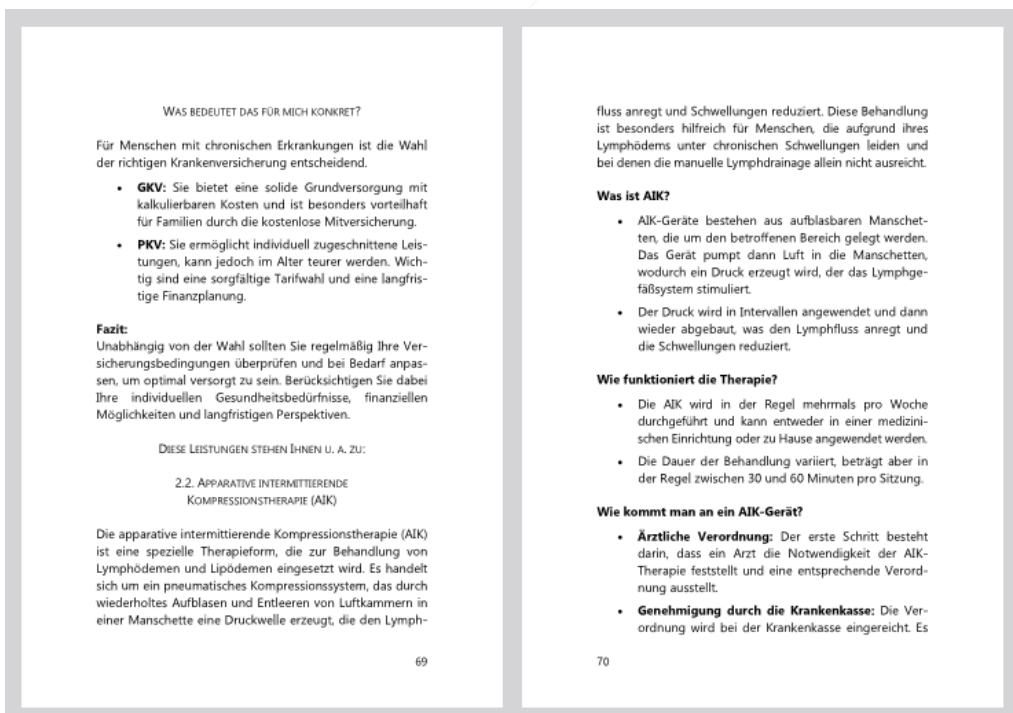 WAS BEDEUTET DAS FÜR MICH KONKRET?
Für Menschen mit chronischen Erkrankungen ist die Wahl
der richtigen Krankenversicherung entscheidend.
• GKV: Sie bietet eine solide Grundversorgung mit
kalkulierbaren Kosten und ist besonders vorteilhaft
für Familien durch die kostenlose Mitversicherung.
• PKV: Sie ermöglicht individuell zugeschnittene Leis-
tungen, kann jedoch im Alter teurer werden. Wich-
tig sind eine sorgfältige Tarifwahl und eine langfris-
tige Finanzplanung.
Fazit:
Unabhängig von der Wahl sollten Sie regelmäßig Ihre Ver-
sicherungsbedingungen überprüfen und bei Bedarf anpas-
sen, um optimal versorgt zu sein. Berücksichtigen Sie dabei
Ihre individuellen Gesundheitsbedürfnisse, finanziellen
Möglichkeiten und langfristigen Perspektiven.
DIESE LEISTUNGEN STEHEN IHNEN U. A. ZU:
2.2. APPARATIVE INTERMITTIERENDE
KOMPRESSIONSTHERAPIE (AIK)
Die apparative intermittierende Kompressionstherapie (AIK)
ist eine spezielle Therapieform, die zur Behandlung von
Lymphödemen und Lipödemen eingesetzt wird. Es handelt
sich um ein pneumatisches Kompressionssystem, das durch
wiederholtes Aufblasen und Entleeren von Luftkammern in
einer Manschette eine Druckwelle erzeugt, die den Lymph-
69
fluss anregt und Schwellungen reduziert. Diese Behandlung
ist besonders hilfreich für Menschen, die aufgrund ihres
Lymphödems unter chronischen Schwellungen leiden und
bei denen die manuelle Lymphdrainage allein nicht ausreicht.
Was ist AIK?
• AIK-Geräte bestehen aus aufblasbaren Manschet-
ten, die um den betroffenen Bereich gelegt werden.
Das Gerät pumpt dann Luft in die Manschetten,
wodurch ein Druck erzeugt wird, der das Lymphge-
fäßsystem stimuliert.
• Der Druck wird in Intervallen angewendet und dann
wieder abgebaut, was den Lymphfluss anregt und
die Schwellungen reduziert.
Wie funktioniert die Therapie?
• Die AIK wird in der Regel mehrmals pro Woche
durchgeführt und kann entweder in einer medizini-
schen Einrichtung oder zu Hause angewendet werden.
• Die Dauer der Behandlung variiert, beträgt aber in
der Regel zwischen 30 und 60 Minuten pro Sitzung.
Wie kommt man an ein AIK-Gerät?
• Ärztliche Verordnung: Der erste Schritt besteht
darin, dass ein Arzt die Notwendigkeit der AIK-
Therapie feststellt und eine entsprechende Verord-
nung ausstellt.
• Genehmigung durch die Krankenkasse: Die Ver-
ordnung wird bei der Krankenkasse eingereicht. Es
70